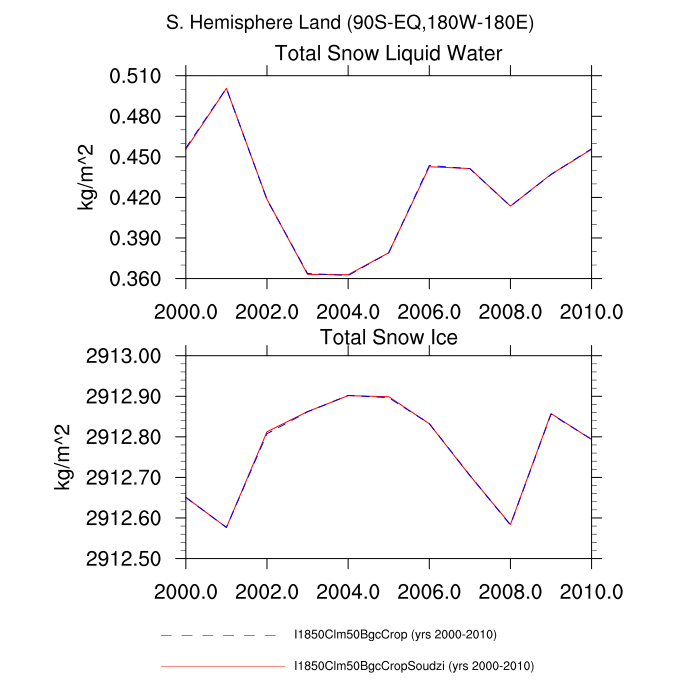 S. Hemisphere Land (90S-EQ,180W-180E)
Total Snow Liquid Water
0.510
0.480
0.450
0.420
0.390
0.360
kg/m^2
2000.0 2002.0 2004.0 2006.0 2008.0 2010.0
Total Snow Ice
2913.00
2912.90
2912.80
2912.70
2912.60
2912.50
kg/m^2
2000.0 2002.0 2004.0 2006.0 2008.0 2010.0
I1850Clm50BgcCrop (yrs 2000-2010)
I1850Clm50BgcCropSoudzi (yrs 2000-2010)